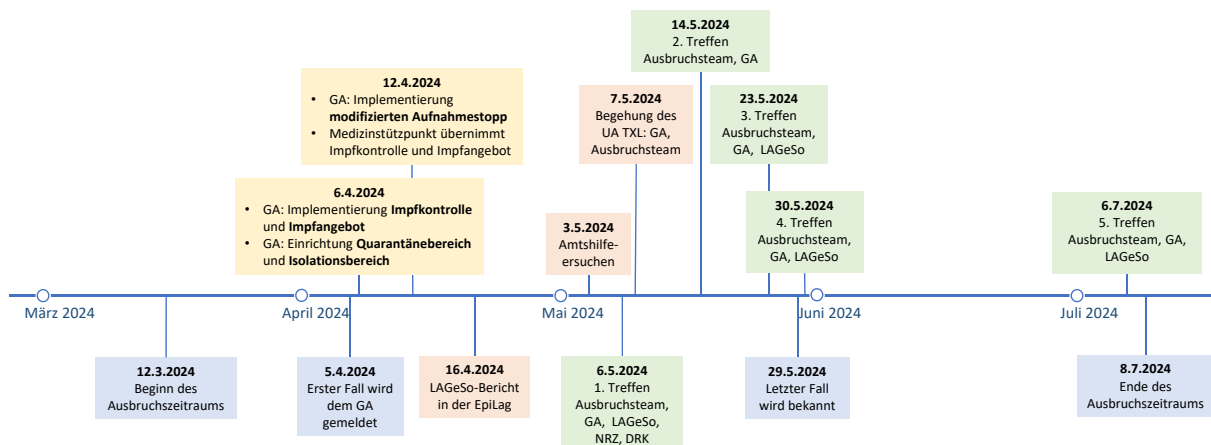 14.5.2024
2. Treffen
Ausbruchsteam, GA
12.4.2024
• GA: Implementierung
modifizierten Aufnahmestopp
• Medizinstützpunkt übernimmt
Impfkontrolle und Impfangebot
7.5.2024
Begehung des
UA TXL: GA,
Ausbruchsteam
23.5.2024
3. Treffen
Ausbruchsteam,
GA, LAGeSo
6.4.2024
• GA: Implementierung Impfkontrolle
und Impfangebot
• GA: Einrichtung Quarantänebereich
und Isolationsbereich
3.5.2024
Amtshilfe-
ersuchen
30.5.2024
4. Treffen
Ausbruchsteam,
GA, LAGeSo
6.7.2024
5. Treffen
Ausbruchsteam, GA,
LAGeSo
März 2024
April 2024
Mai 2024
Juni 2024
Juli 2024
12.3.2024
Beginn des
Ausbruchszeitraums
5.4.2024
Erster Fall wird
dem GA
gemeldet
16.4.2024
LAGeSo-Bericht
in der EpiLag
6.5.2024
1. Treffen
Ausbruchsteam,
GA, LAGeSo,
NRZ, DRK
29.5.2024
Letzter Fall
wird bekannt
8.7.2024
Ende des
Ausbruchszeitraums